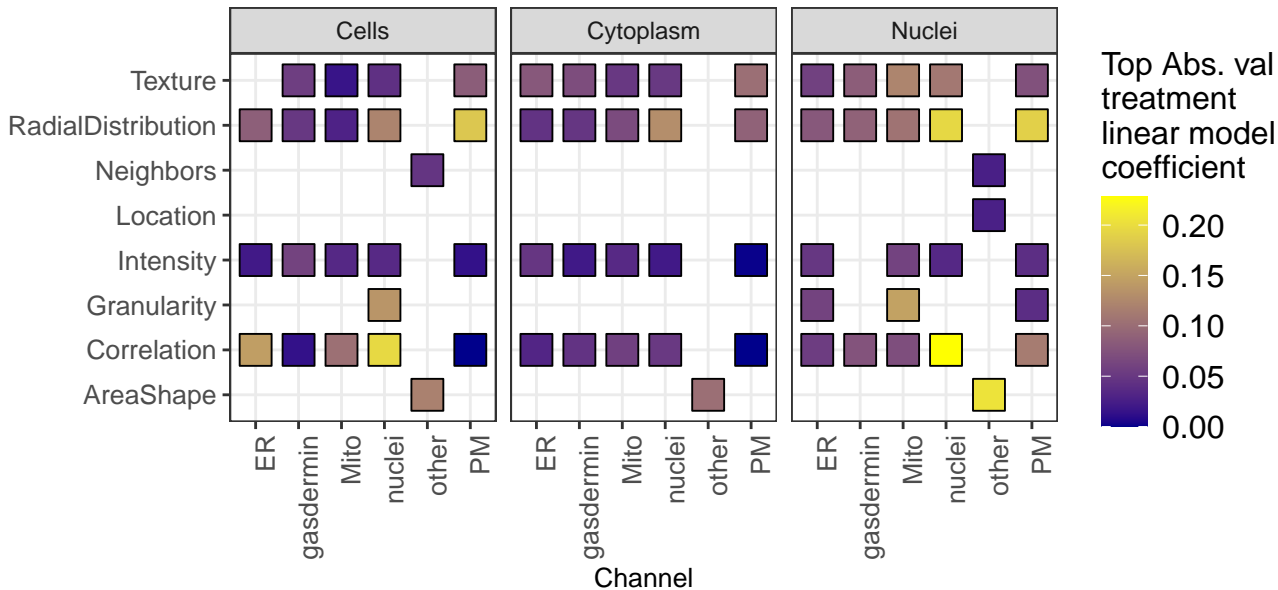 Cells
Cytoplasm
Nuclei
Texture
RadialDistribution
Neighbors
Location
Intensity
Granularity
Correlation
AreaShape
ER
gasdermin
Mito
nuclei
other
PM
ER
gasdermin
Mito
nuclei
other
PM
ER
gasdermin
Mito
nuclei
other
PM
Channel
Top Abs. val
treatment
linear model
coefficient
0.20
0.15
0.10
0.05
0.00